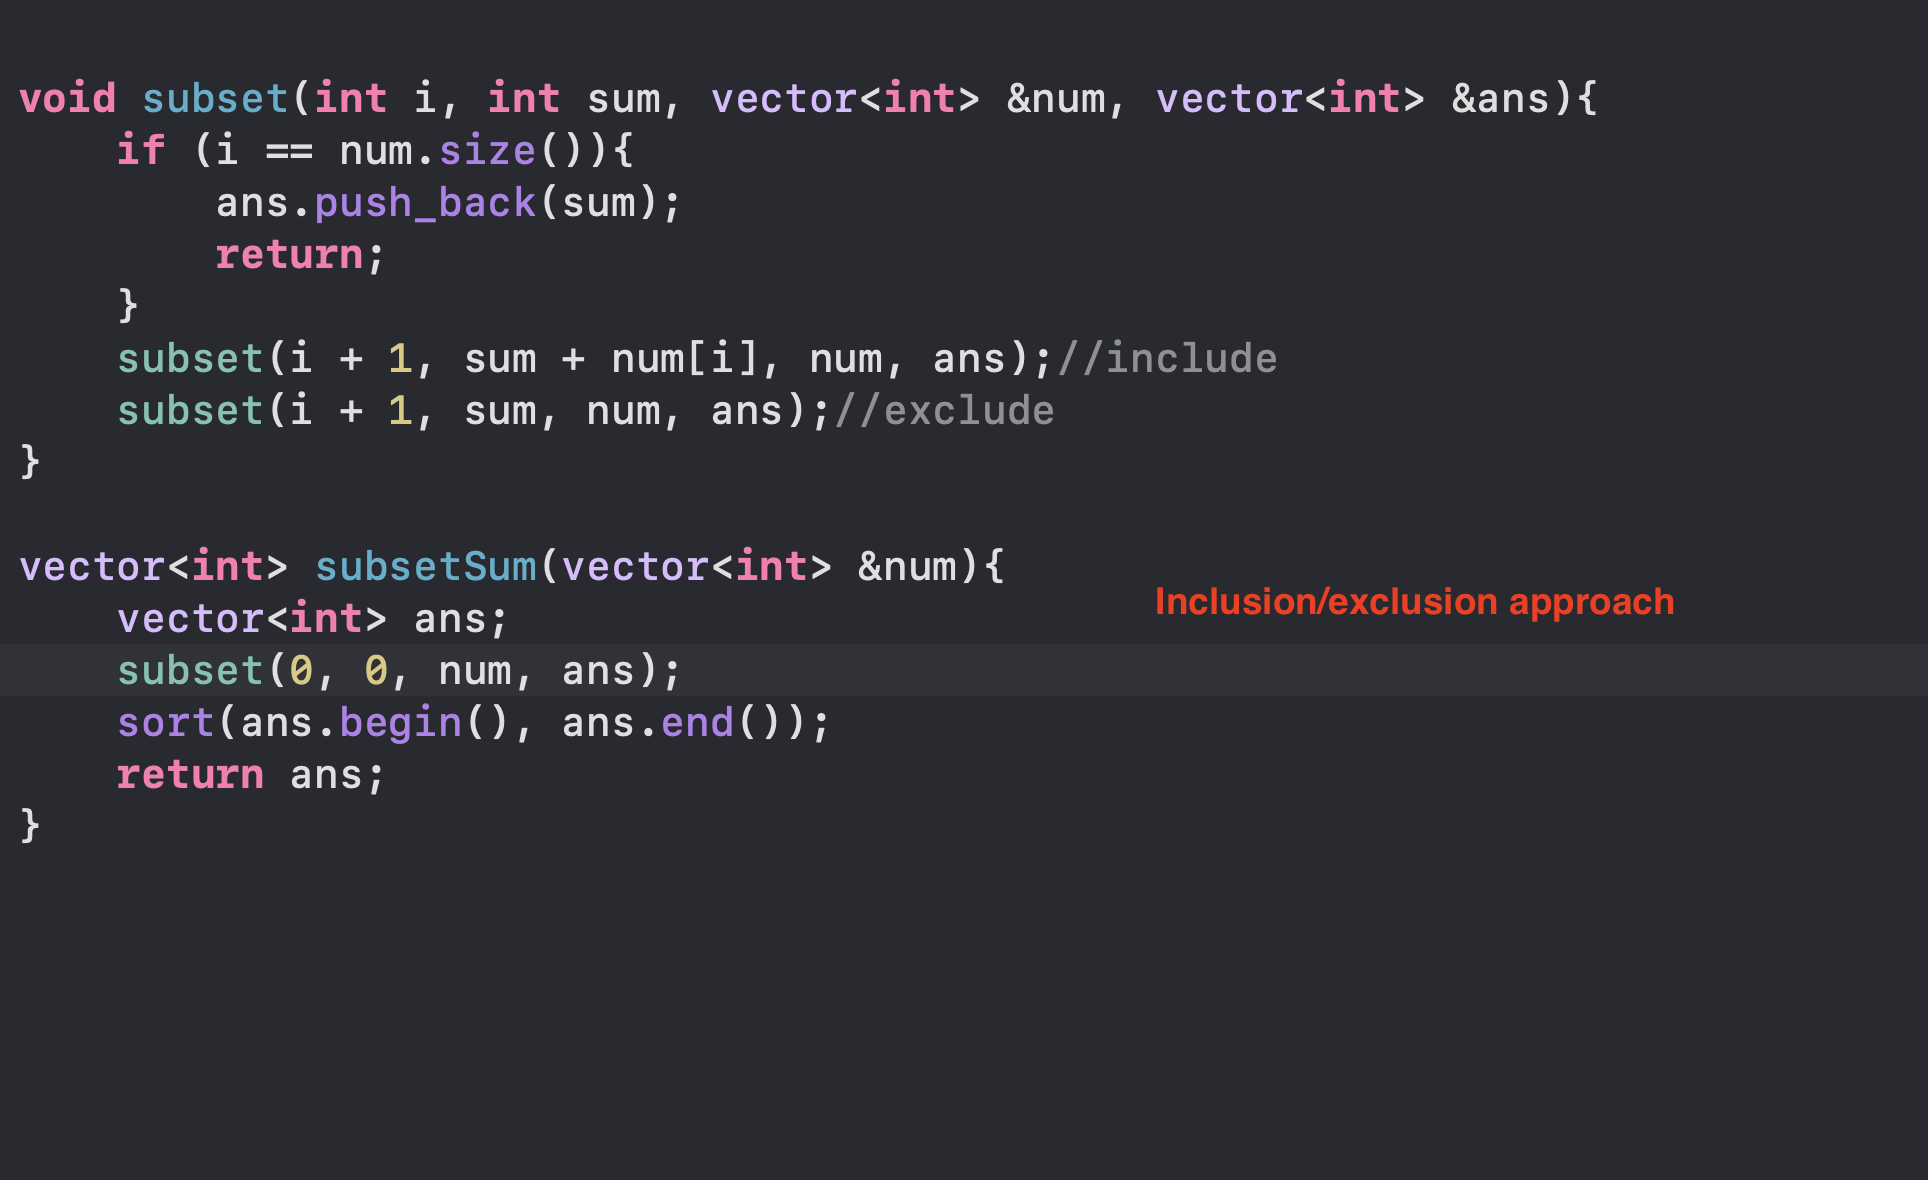 void subset(int i, int sum, vector<int> &num, vector<int> &ans){
    if (i == num.size()){
        ans.push_back(sum);
        return;
    }
    subset(i + 1, sum + num[i], num, ans);//include
    subset(i + 1, sum, num, ans);//exclude
}

vector<int> subsetSum(vector<int> &num){
Inclusion/exclusion approach
    vector<int> ans;
    subset(0, 0, num, ans);
    sort(ans.begin(), ans.end());
    return ans;
}